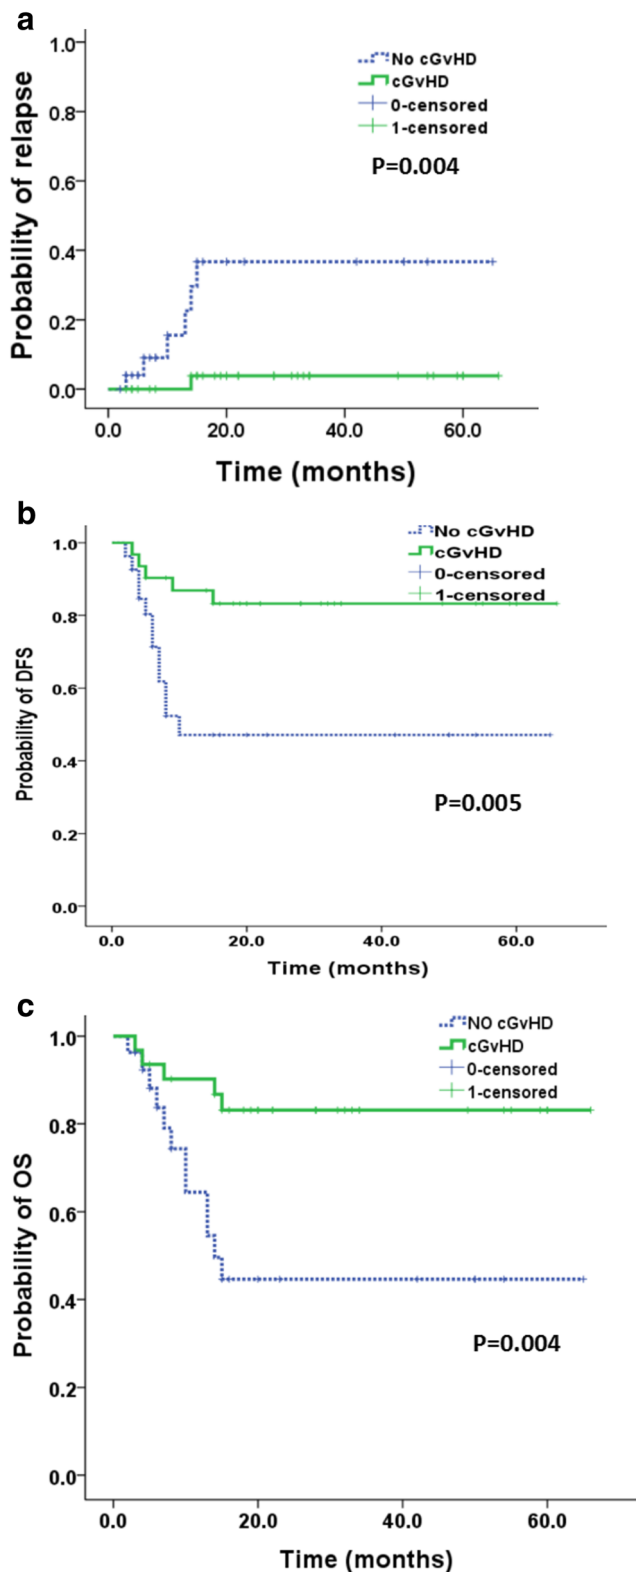 a
1.0
0.8
0.6
0.4
0.2
0.0
Probability of relapse
No cGvHD
cGvHD
0-censored
1-censored
P=0.004
0.0 20.0 40.0 60.0
Time (months)
b
1.0
0.8
0.6
0.4
0.2
0.0
Probability of DFS
No cGvHD
cGvHD
0-censored
1-censored
P=0.005
0.0 20.0 40.0 60.0
Time (months)
c
1.0
0.8
0.6
0.4
0.2
0.0
Probability of OS
NO cGvHD
cGvHD
0-censored
1-censored
P=0.004
0.0 20.0 40.0 60.0
Time (months)